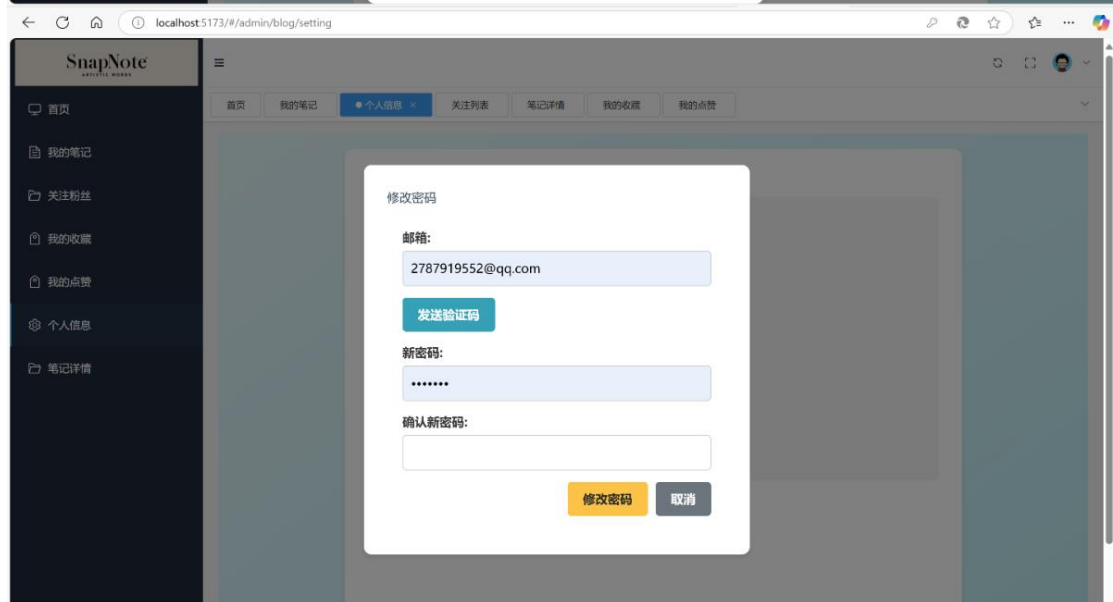 localhost:5173/#/admin/blog/setting
SnapNote
ARTISTIC WORDS
首页
我的笔记
关注粉丝
我的收藏
我的点赞
个人信息
笔记详情
首页 我的笔记 个人信息 × 关注列表 笔记详情 我的收藏 我的点赞
修改密码
邮箱:
2787919552@qq.com
发送验证码
新密码:
•••••••
确认新密码:
修改密码 取消